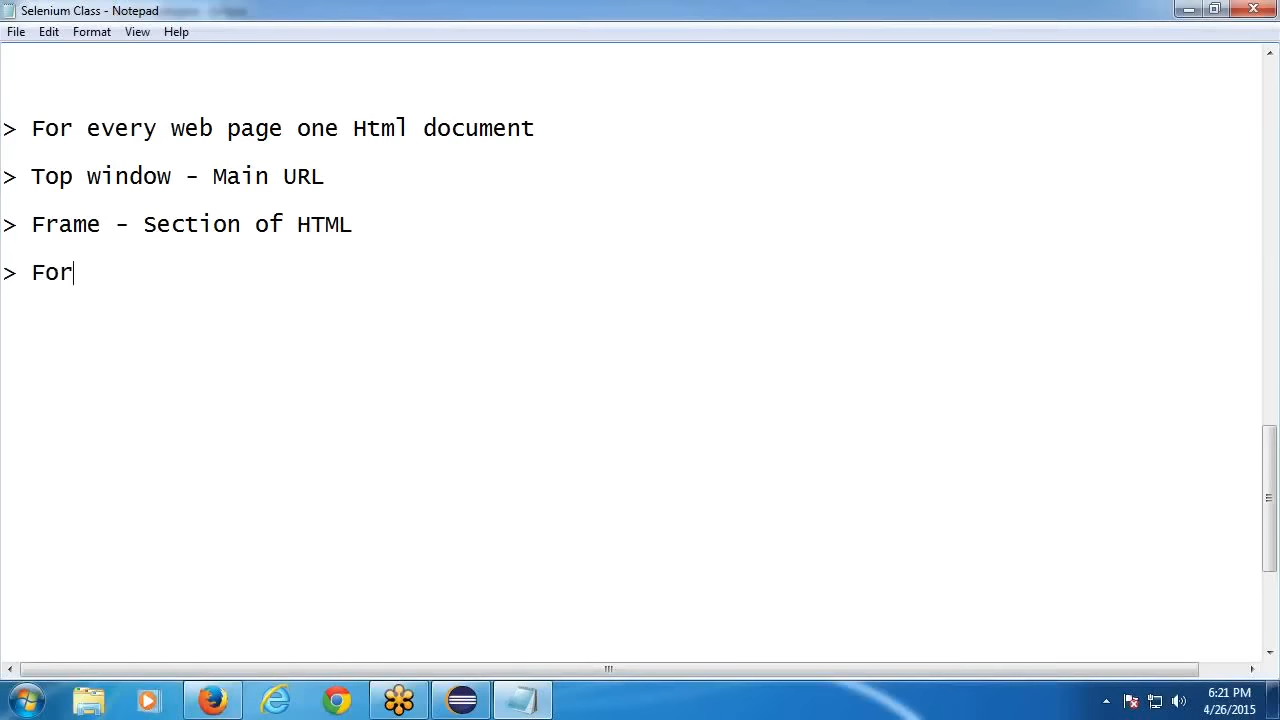 Selenium Class - Notepad
File Edit Format View Help
> For every web page one Html document
> Top window - Main URL
> Frame - Section of HTML
> For
6:21 PM
4/26/2015